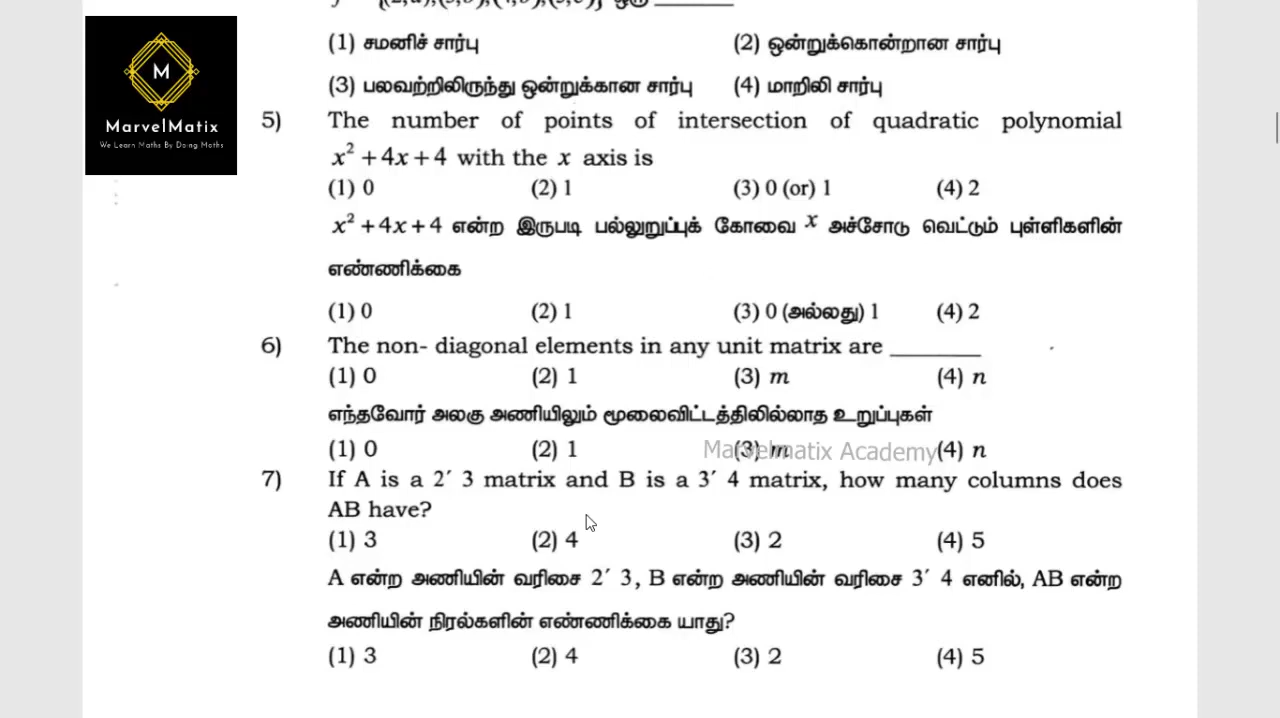 M
MarvelMatix
We Learn Maths By Doing Maths
(1) சமனிச் சார்பு (2) ஒன்றுக்கொன்றான சார்பு
(3) பலவற்றிலிருந்து ஒன்றுக்கான சார்பு (4) மாறிலி சார்பு
5) The number of points of intersection of quadratic polynomial
x² + 4x + 4 with the x axis is
(1) 0 (2) 1 (3) 0 (or) 1 (4) 2
x² + 4x + 4 என்ற இருபடி பல்லுறுப்புக் கோவை x அச்சோடு வெட்டும் புள்ளிகளின்
எண்ணிக்கை
(1) 0 (2) 1 (3) 0 (அல்லது) 1 (4) 2
6) The non- diagonal elements in any unit matrix are ______
(1) 0 (2) 1 (3) m (4) n
எந்தவோர் அலகு அணியிலும் மூலைவிட்டத்திலில்லாத உறுப்புகள்
(1) 0 (2) 1 (3) m (4) n
Marvelmatix Academy
7) If A is a 2′ 3 matrix and B is a 3′ 4 matrix, how many columns does
AB have?
(1) 3 (2) 4 (3) 2 (4) 5
A என்ற அணியின் வரிசை 2′ 3, B என்ற அணியின் வரிசை 3′ 4 எனில், AB என்ற
அணியின் நிரல்களின் எண்ணிக்கை யாது?
(1) 3 (2) 4 (3) 2 (4) 5